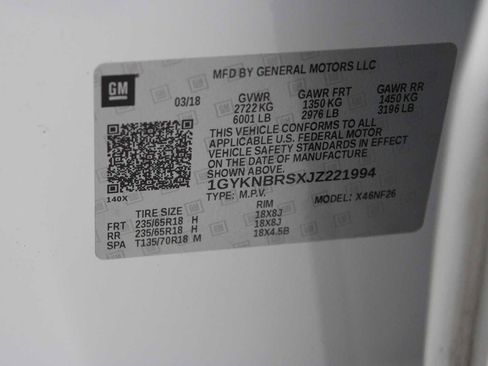 GM
MFD BY GENERAL MOTORS LLC
03/18 GVWR GAWR FRT GAWR RR
2722 KG 1350 KG 1450 KG
6001 LB 2976 LB 3196 LB
THIS VEHICLE CONFORMS TO ALL
APPLICABLE U.S. FEDERAL MOTOR
VEHICLE STANDARDS IN EFFECT
ON THE DATE OF MANUFACTURE
SHOWN ABOVE.
1GYKNBRSXJZ221994
140X TYPE: M.P.V. MODEL: X46NF26
TIRE SIZE RIM
FRT 235/65R18 H 18X8J
RR 235/65R18 H 18X8J
SPA T135/70R18 M 18X4.5B